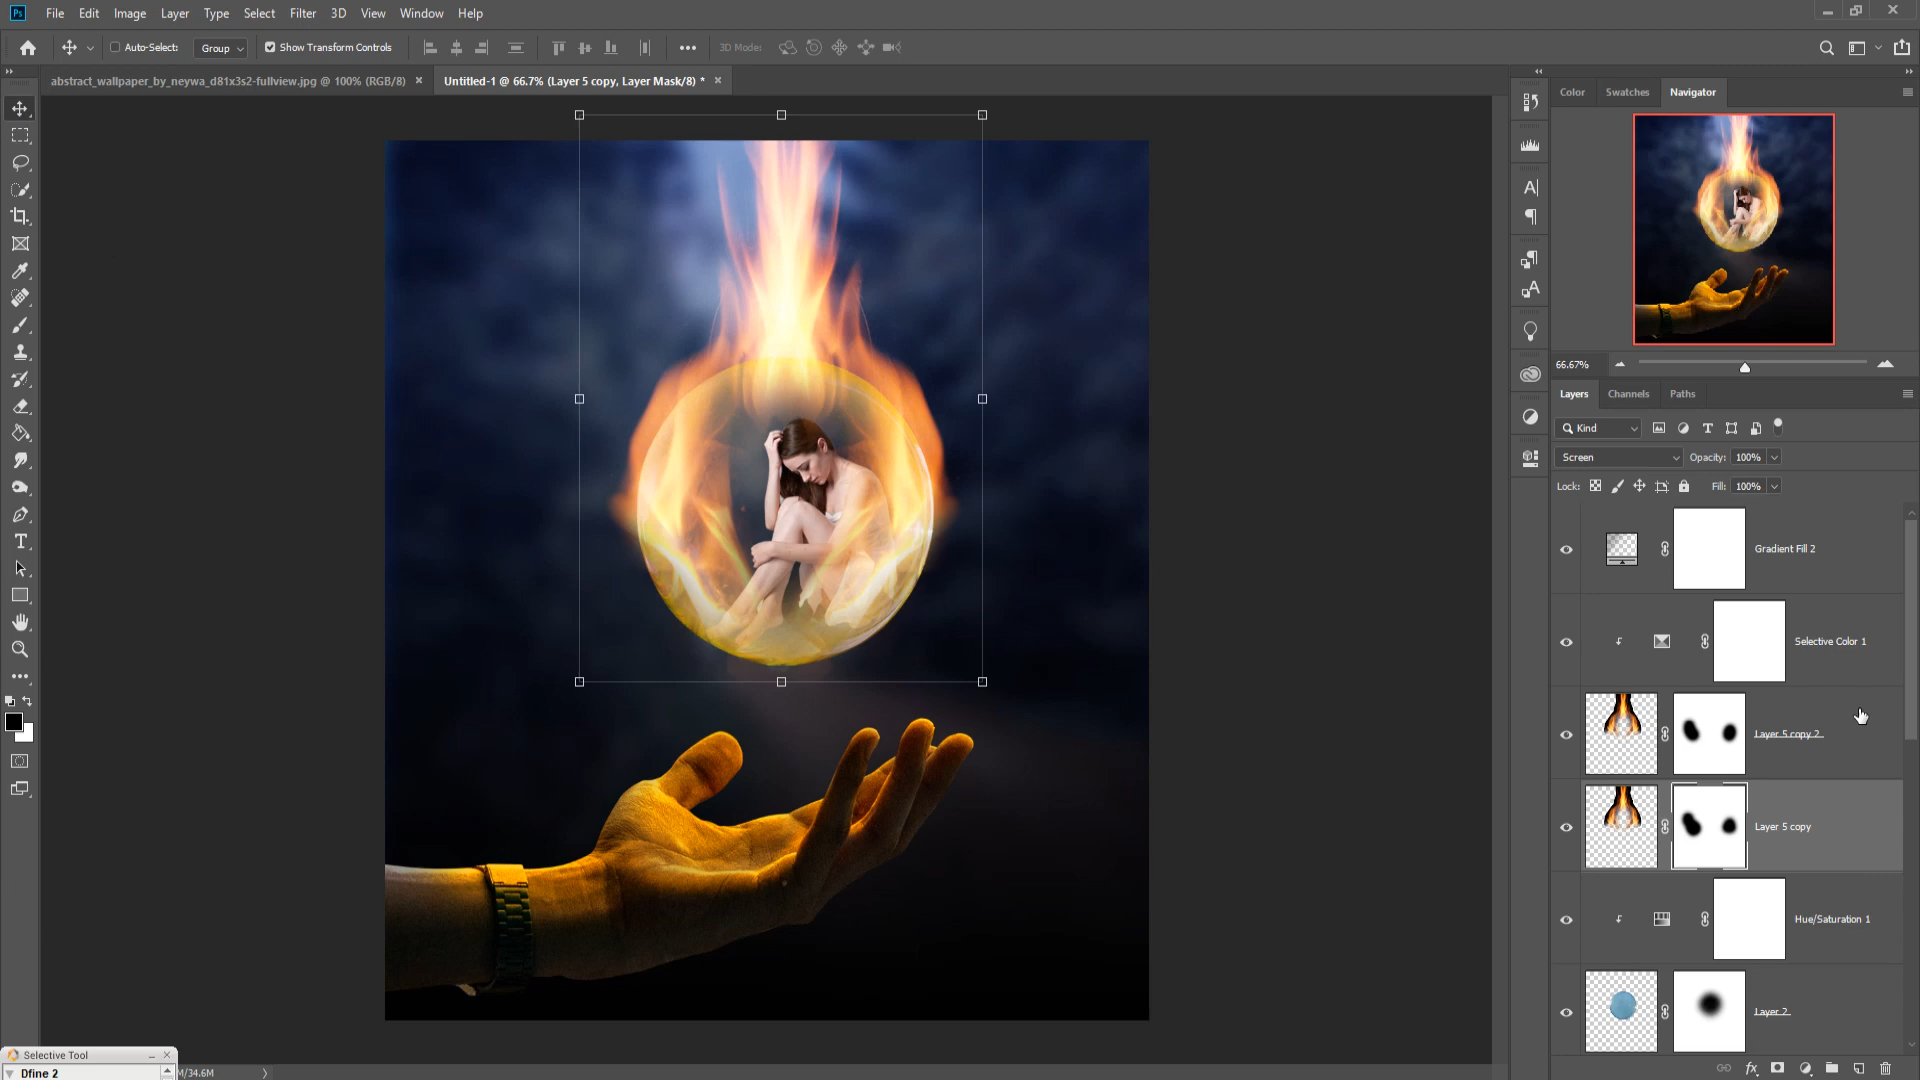 Ps File Edit Image Layer Type Select Filter 3D View Window Help
Auto-Select: Group Show Transform Controls 3D Mode:
abstract_wallpaper_by_neywa_d81x3s2-fullview.jpg @ 100% (RGB/8) × Untitled-1 @ 66.7% (Layer 5 copy, Layer Mask/8) * ×
Color Swatches Navigator
66.67%
Layers Channels Paths
Kind
Screen Opacity: 100%
Lock: Fill: 100%
Gradient Fill 2
Selective Color 1
Layer 5 copy 2
Layer 5 copy
Hue/Saturation 1
Layer 2
Selective Tool
Dfine 2
M/34.6M